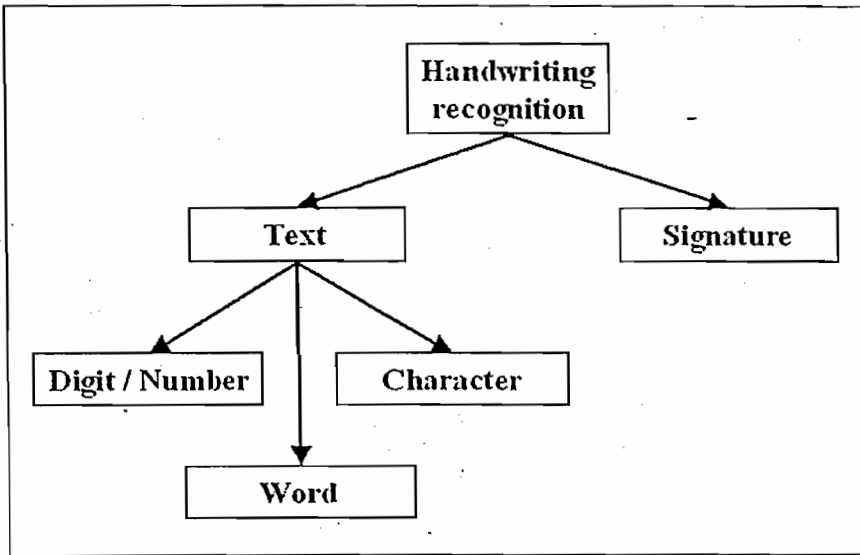 Handwriting
recognition
Text
Signature
Digit / Number
Character
Word